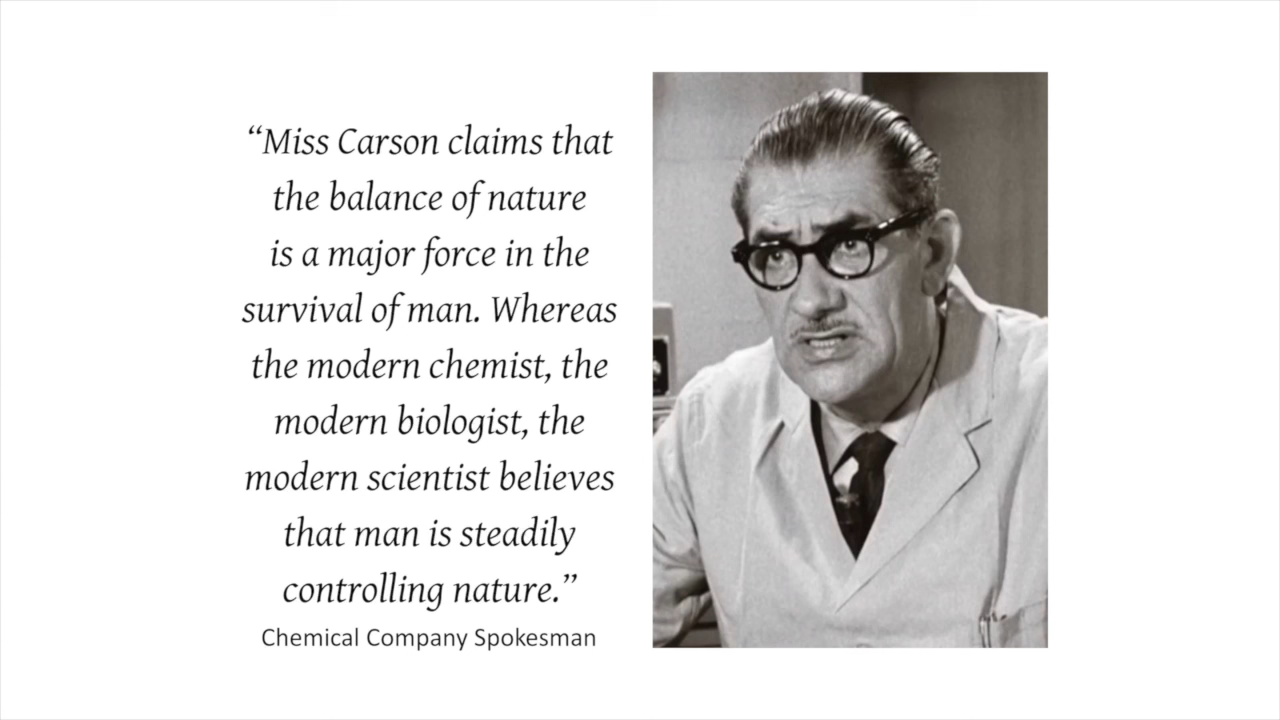 “Miss Carson claims that
the balance of nature
is a major force in the
survival of man. Whereas
the modern chemist, the
modern biologist, the
modern scientist believes
that man is steadily
controlling nature.”
Chemical Company Spokesman